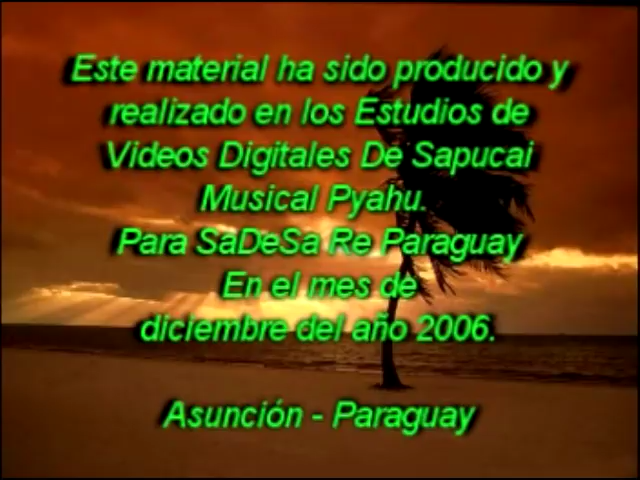 Este material ha sido producido y
realizado en los Estudios de
Videos Digitales De Sapucai
Musical Pyahu.
Para SaDeSa Re Paraguay
En el mes de
diciembre del año 2006.
Asunción - Paraguay